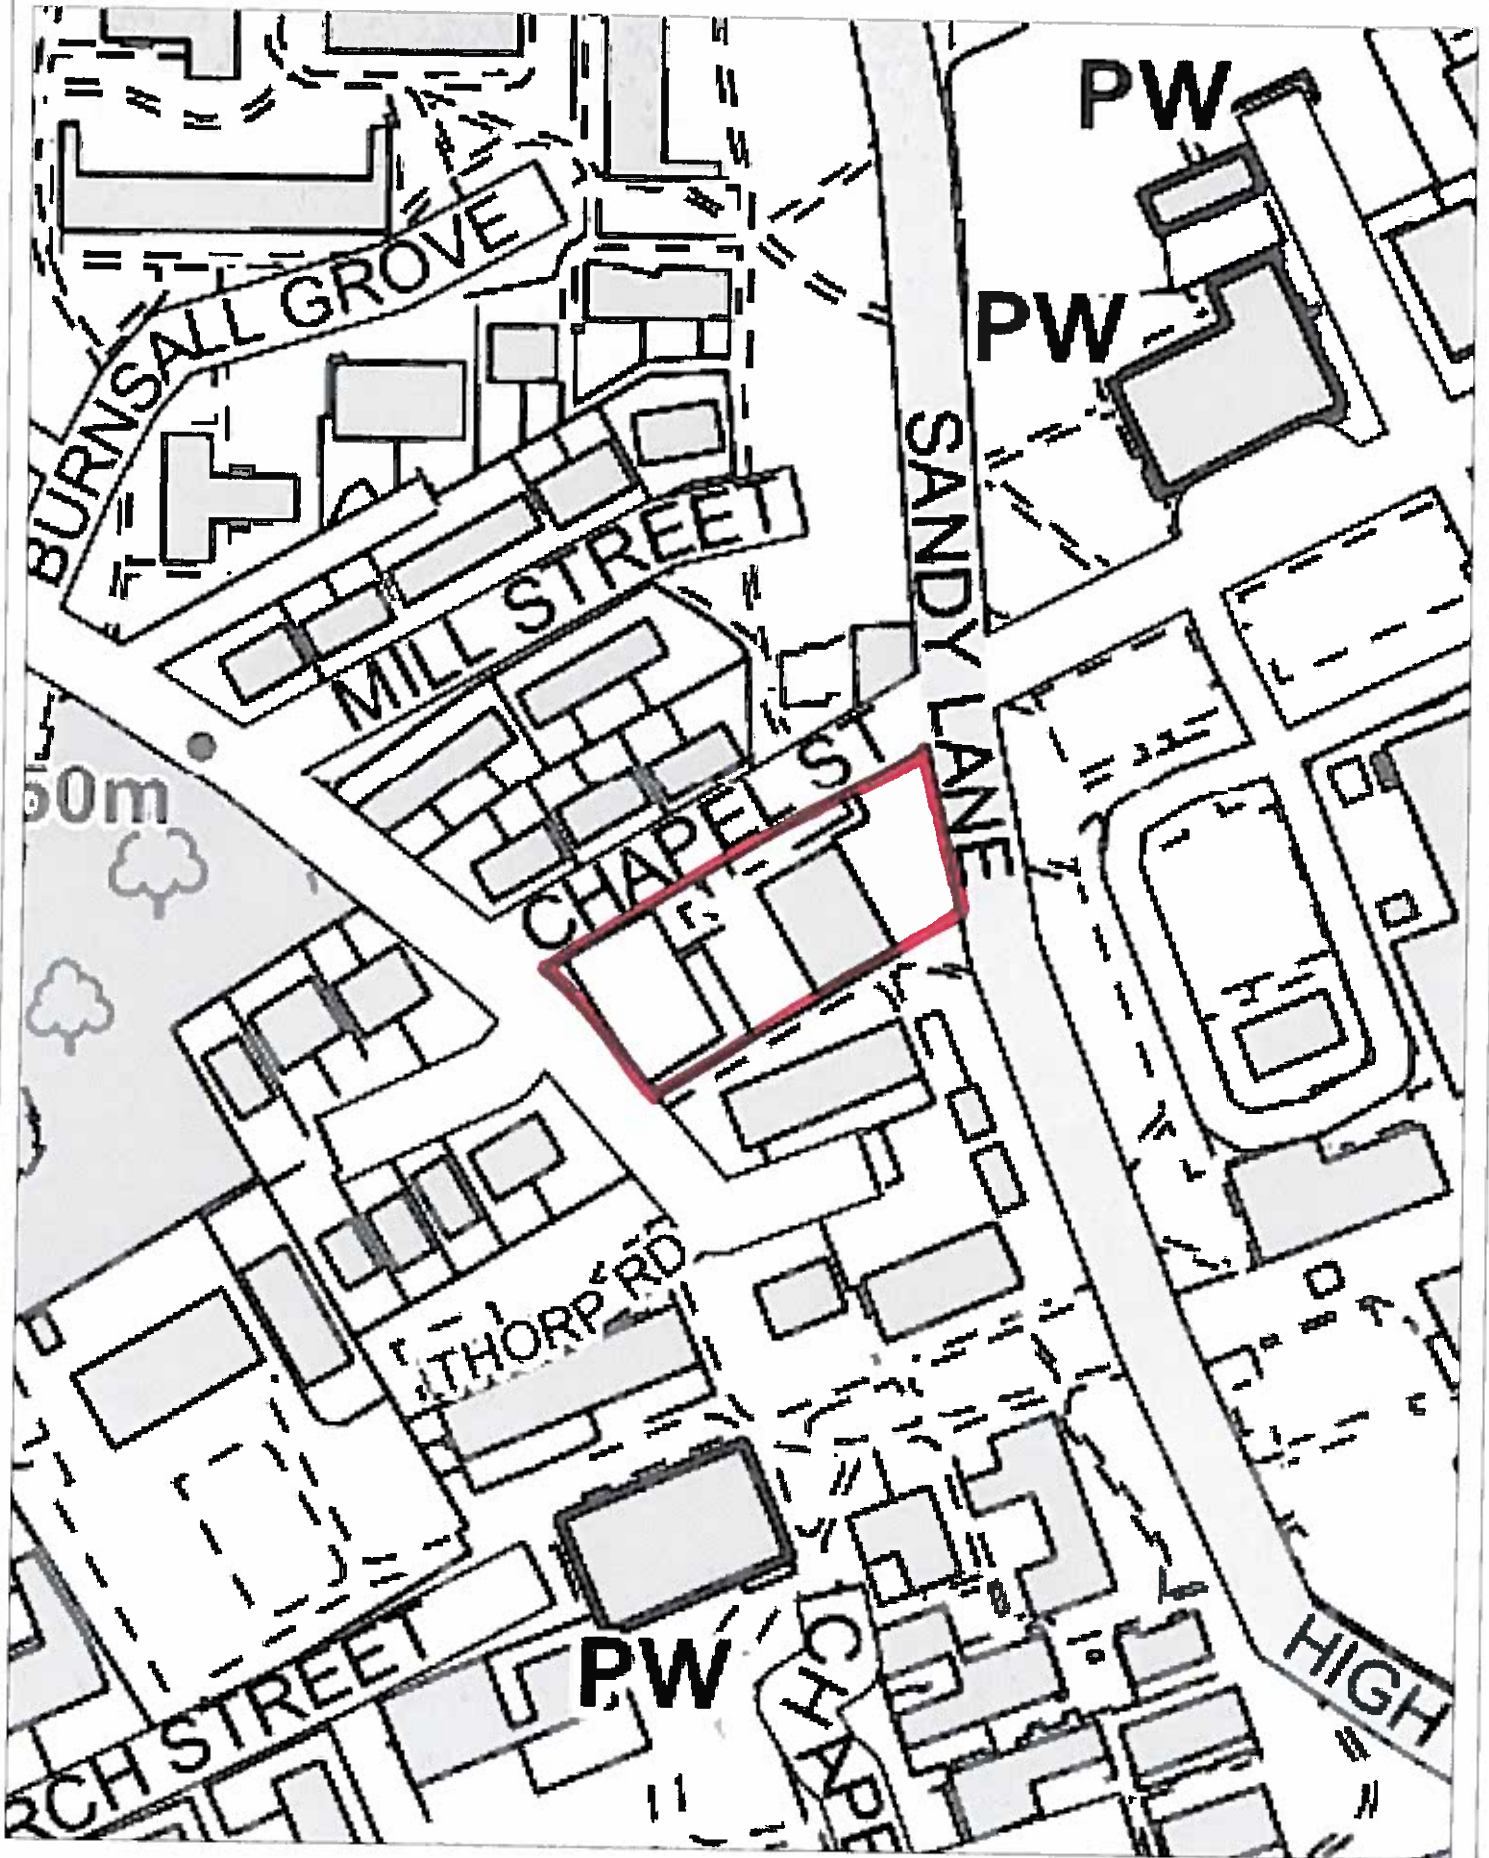 PW
BURNSALL GROVE
PW
SANDY LANE
MILL STREET
50m
CHAPEL ST
THORP RD
PW
RCH STREET
CHAPE
HIGH